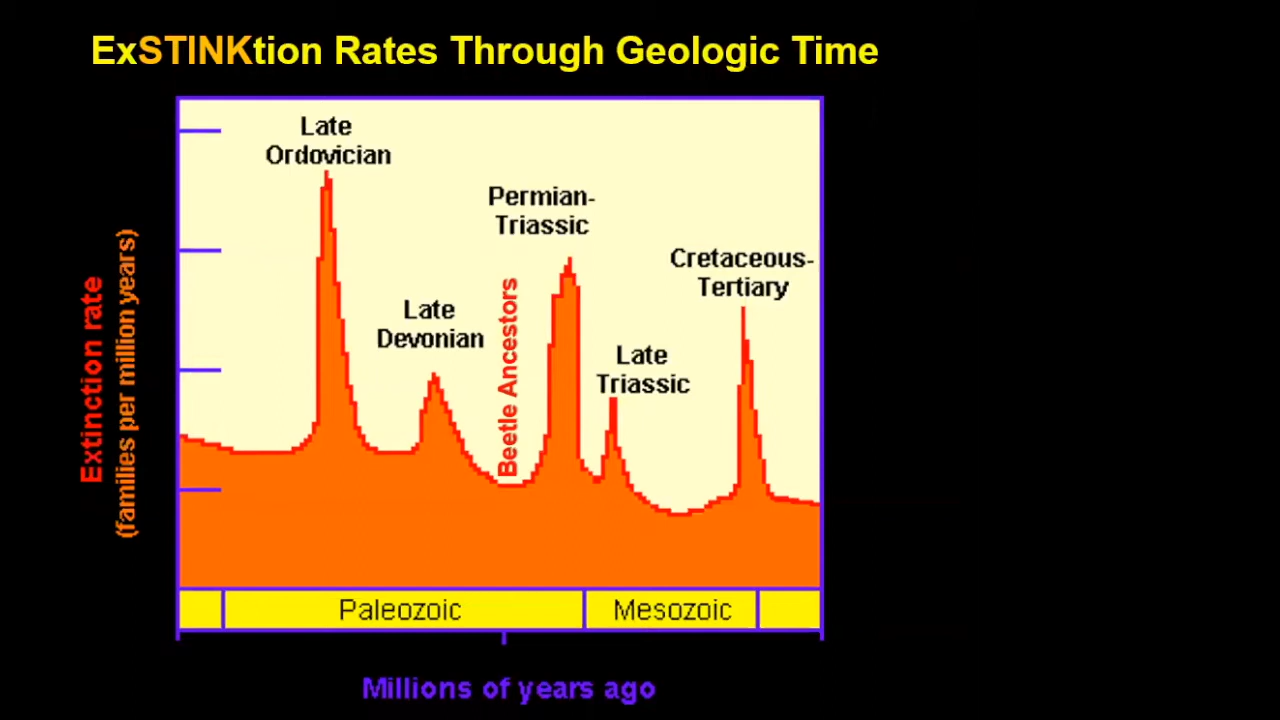 ExSTINKtion Rates Through Geologic Time
Late
Ordovician
Permian-
Triassic
Cretaceous-
Tertiary
Late
Devonian
Beetle Ancestors
Late
Triassic
Extinction rate
(families per million years)
Paleozoic
Mesozoic
Millions of years ago